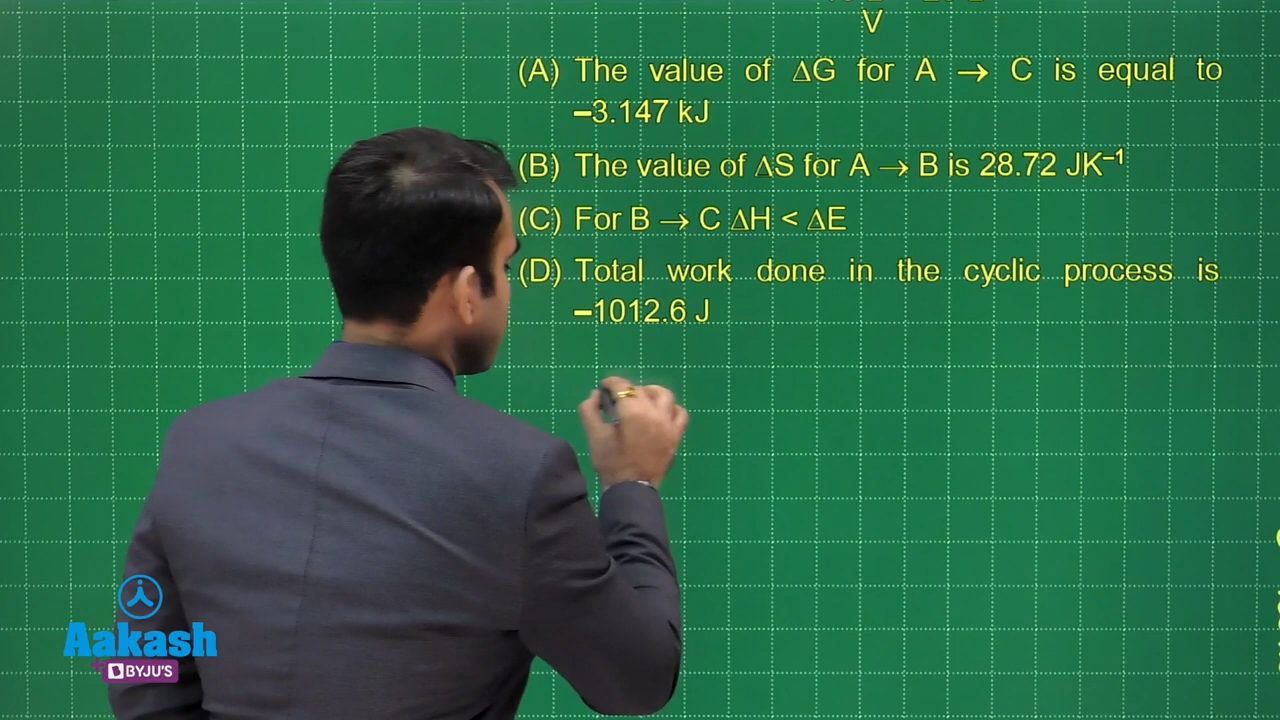 V
(A) The value of ΔG for A → C is equal to
–3.147 kJ
(B) The value of ΔS for A → B is 28.72 JK⁻¹
(C) For B → C ΔH < ΔE
(D) Total work done in the cyclic process is
–1012.6 J
Aakash
+ BYJU'S